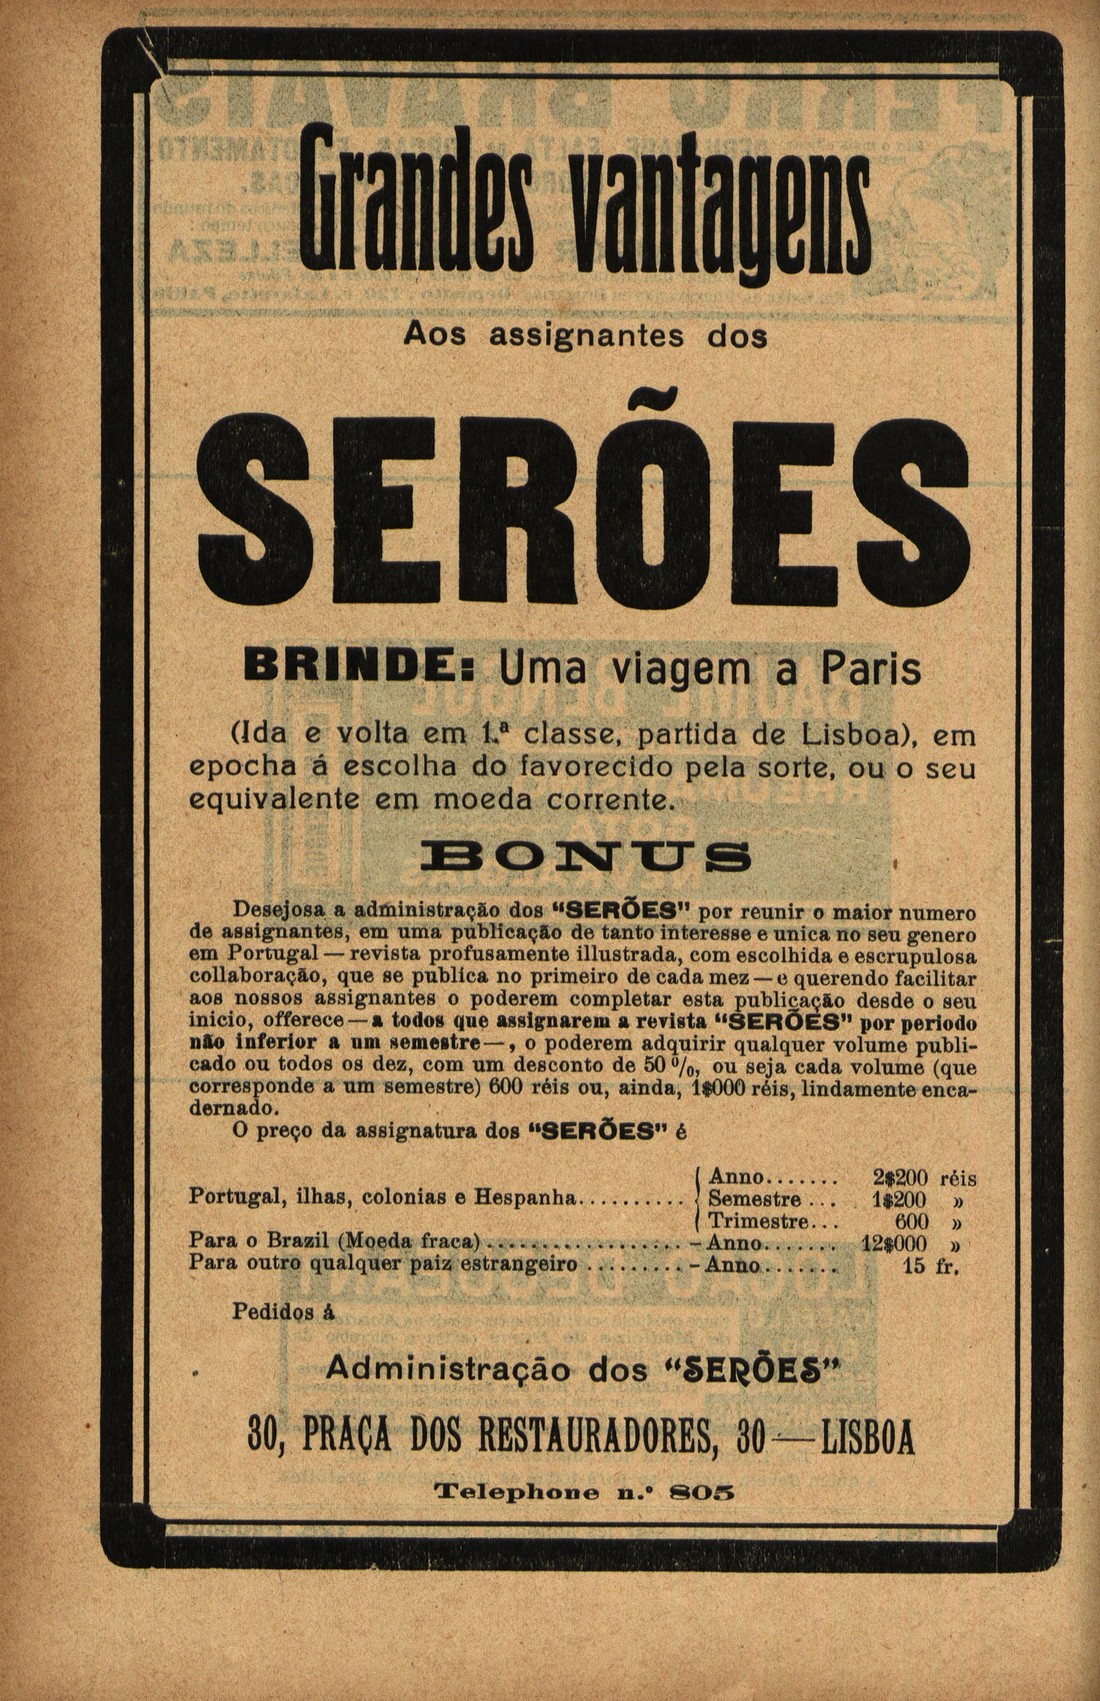 Grandes vantagens
Aos assignantes dos
SERÕES
BRINDE: Uma viagem a Paris
(Ida e volta em 1.ª classe, partida de Lisboa), em
epocha á escolha do favorecido pela sorte, ou o seu
equivalente em moeda corrente.
BONUS
Desejosa a administração dos "SERÕES" por reunir o maior numero
de assignantes, em uma publicação de tanto interesse e unica no seu genero
em Portugal — revista profusamente illustrada, com escolhida e escrupulosa
collaboração, que se publica no primeiro de cada mez — e querendo facilitar
aos nossos assignantes o poderem completar esta publicação desde o seu
inicio, offerece — a todos que assignarem a revista "SERÕES" por periodo
não inferior a um semestre —, o poderem adquirir qualquer volume publi-
cado ou todos os dez, com um desconto de 50 %, ou seja cada volume (que
corresponde a um semestre) 600 réis ou, ainda, 1$000 réis, lindamente enca-
dernado.
O preço da assignatura dos "SERÕES" é
Anno....... 2$200 réis
Portugal, ilhas, colonias e Hespanha.......... { Semestre ... 1$200 »
Trimestre... 600 »
Para o Brazil (Moeda fraca) .................. – Anno....... 12$000 »
Para outro qualquer paiz estrangeiro ......... – Anno....... 15 fr.
Pedidos á
Administração dos "SERÕES"
30, PRAÇA DOS RESTAURADORES, 30 — LISBOA
Telephone n.º 805